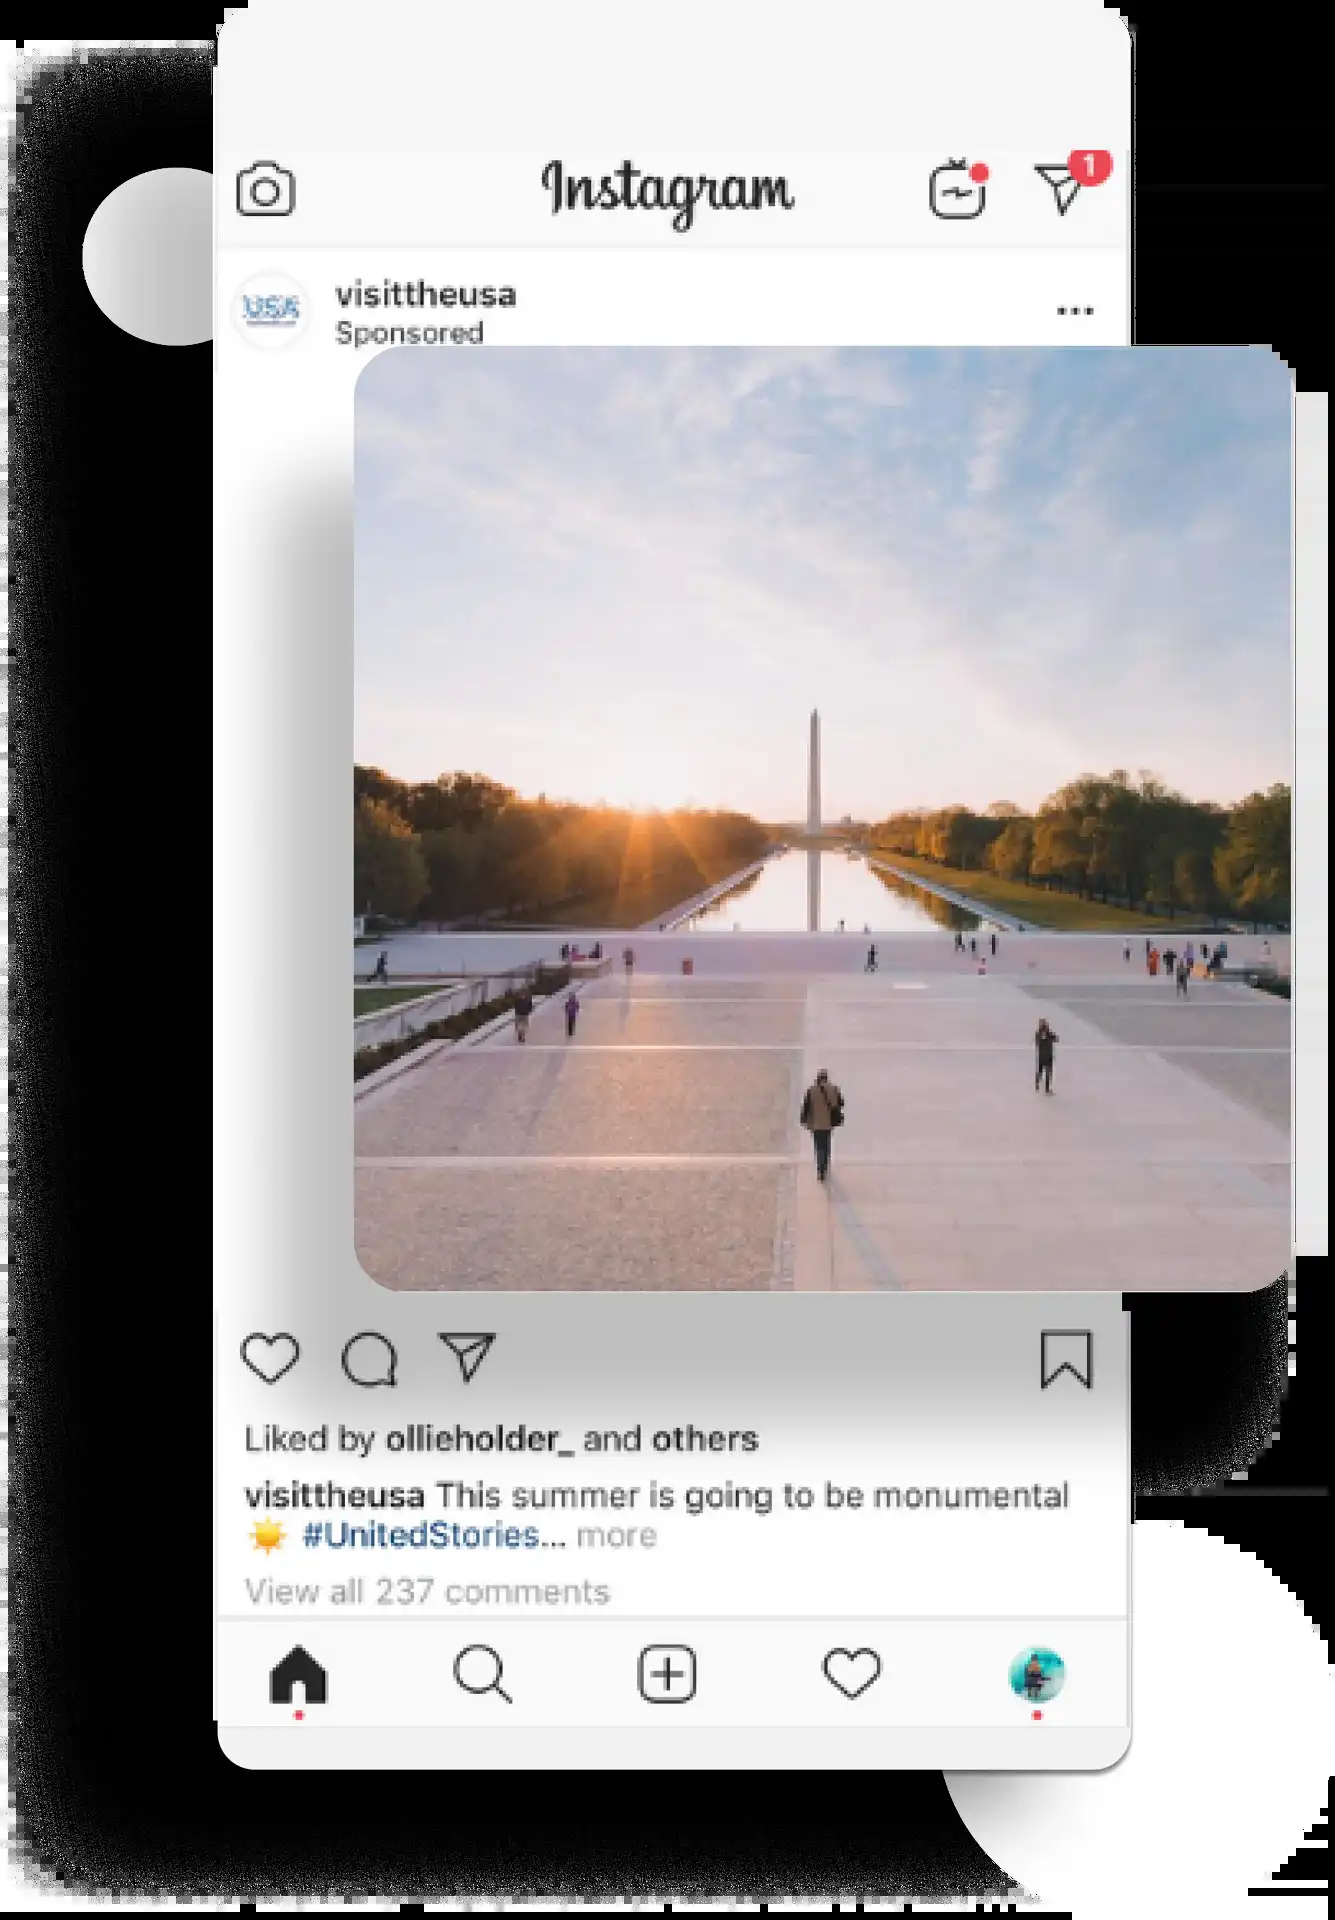 Instagram
1
USA
visittheusa
Sponsored
Liked by ollieholder_ and others
visittheusa This summer is going to be monumental
☀️ #UnitedStories... more
View all 237 comments